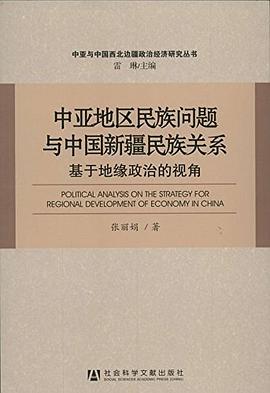 中亚与中国西北边疆政治经济研究丛书
雷 琳/主编
中亚地区民族问题
与中国新疆民族关系
基于地缘政治的视角
POLITICAL ANALYSIS ON THE STRATEGY FOR
REGIONAL DEVELOPMENT OF ECONOMY IN CHINA
张丽娟/著
社会科学文献出版社
SOCIAL SCIENCES ACADEMIC PRESS (CHINA)